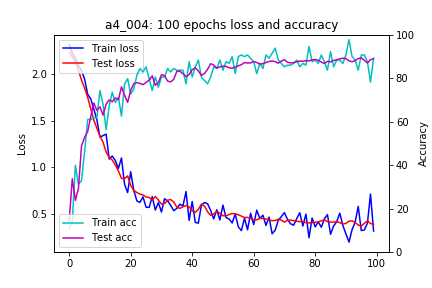 a4_004: 100 epochs loss and accuracy
Train loss
Test loss
Train acc
Test acc
Loss
2.0
1.5
1.0
0.5
Accuracy
100
80
60
40
20
0
0
20
40
60
80
100